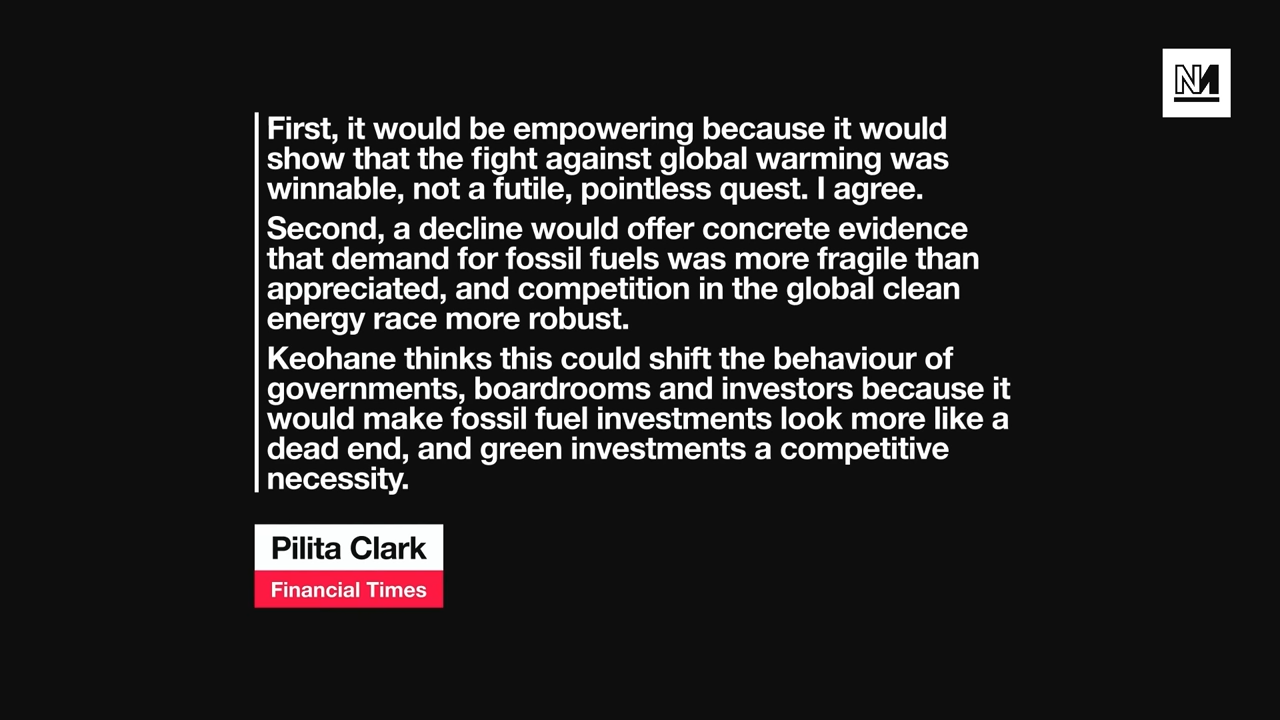 NM
First, it would be empowering because it would
show that the fight against global warming was
winnable, not a futile, pointless quest. I agree.
Second, a decline would offer concrete evidence
that demand for fossil fuels was more fragile than
appreciated, and competition in the global clean
energy race more robust.
Keohane thinks this could shift the behaviour of
governments, boardrooms and investors because it
would make fossil fuel investments look more like a
dead end, and green investments a competitive
necessity.
Pilita Clark
Financial Times